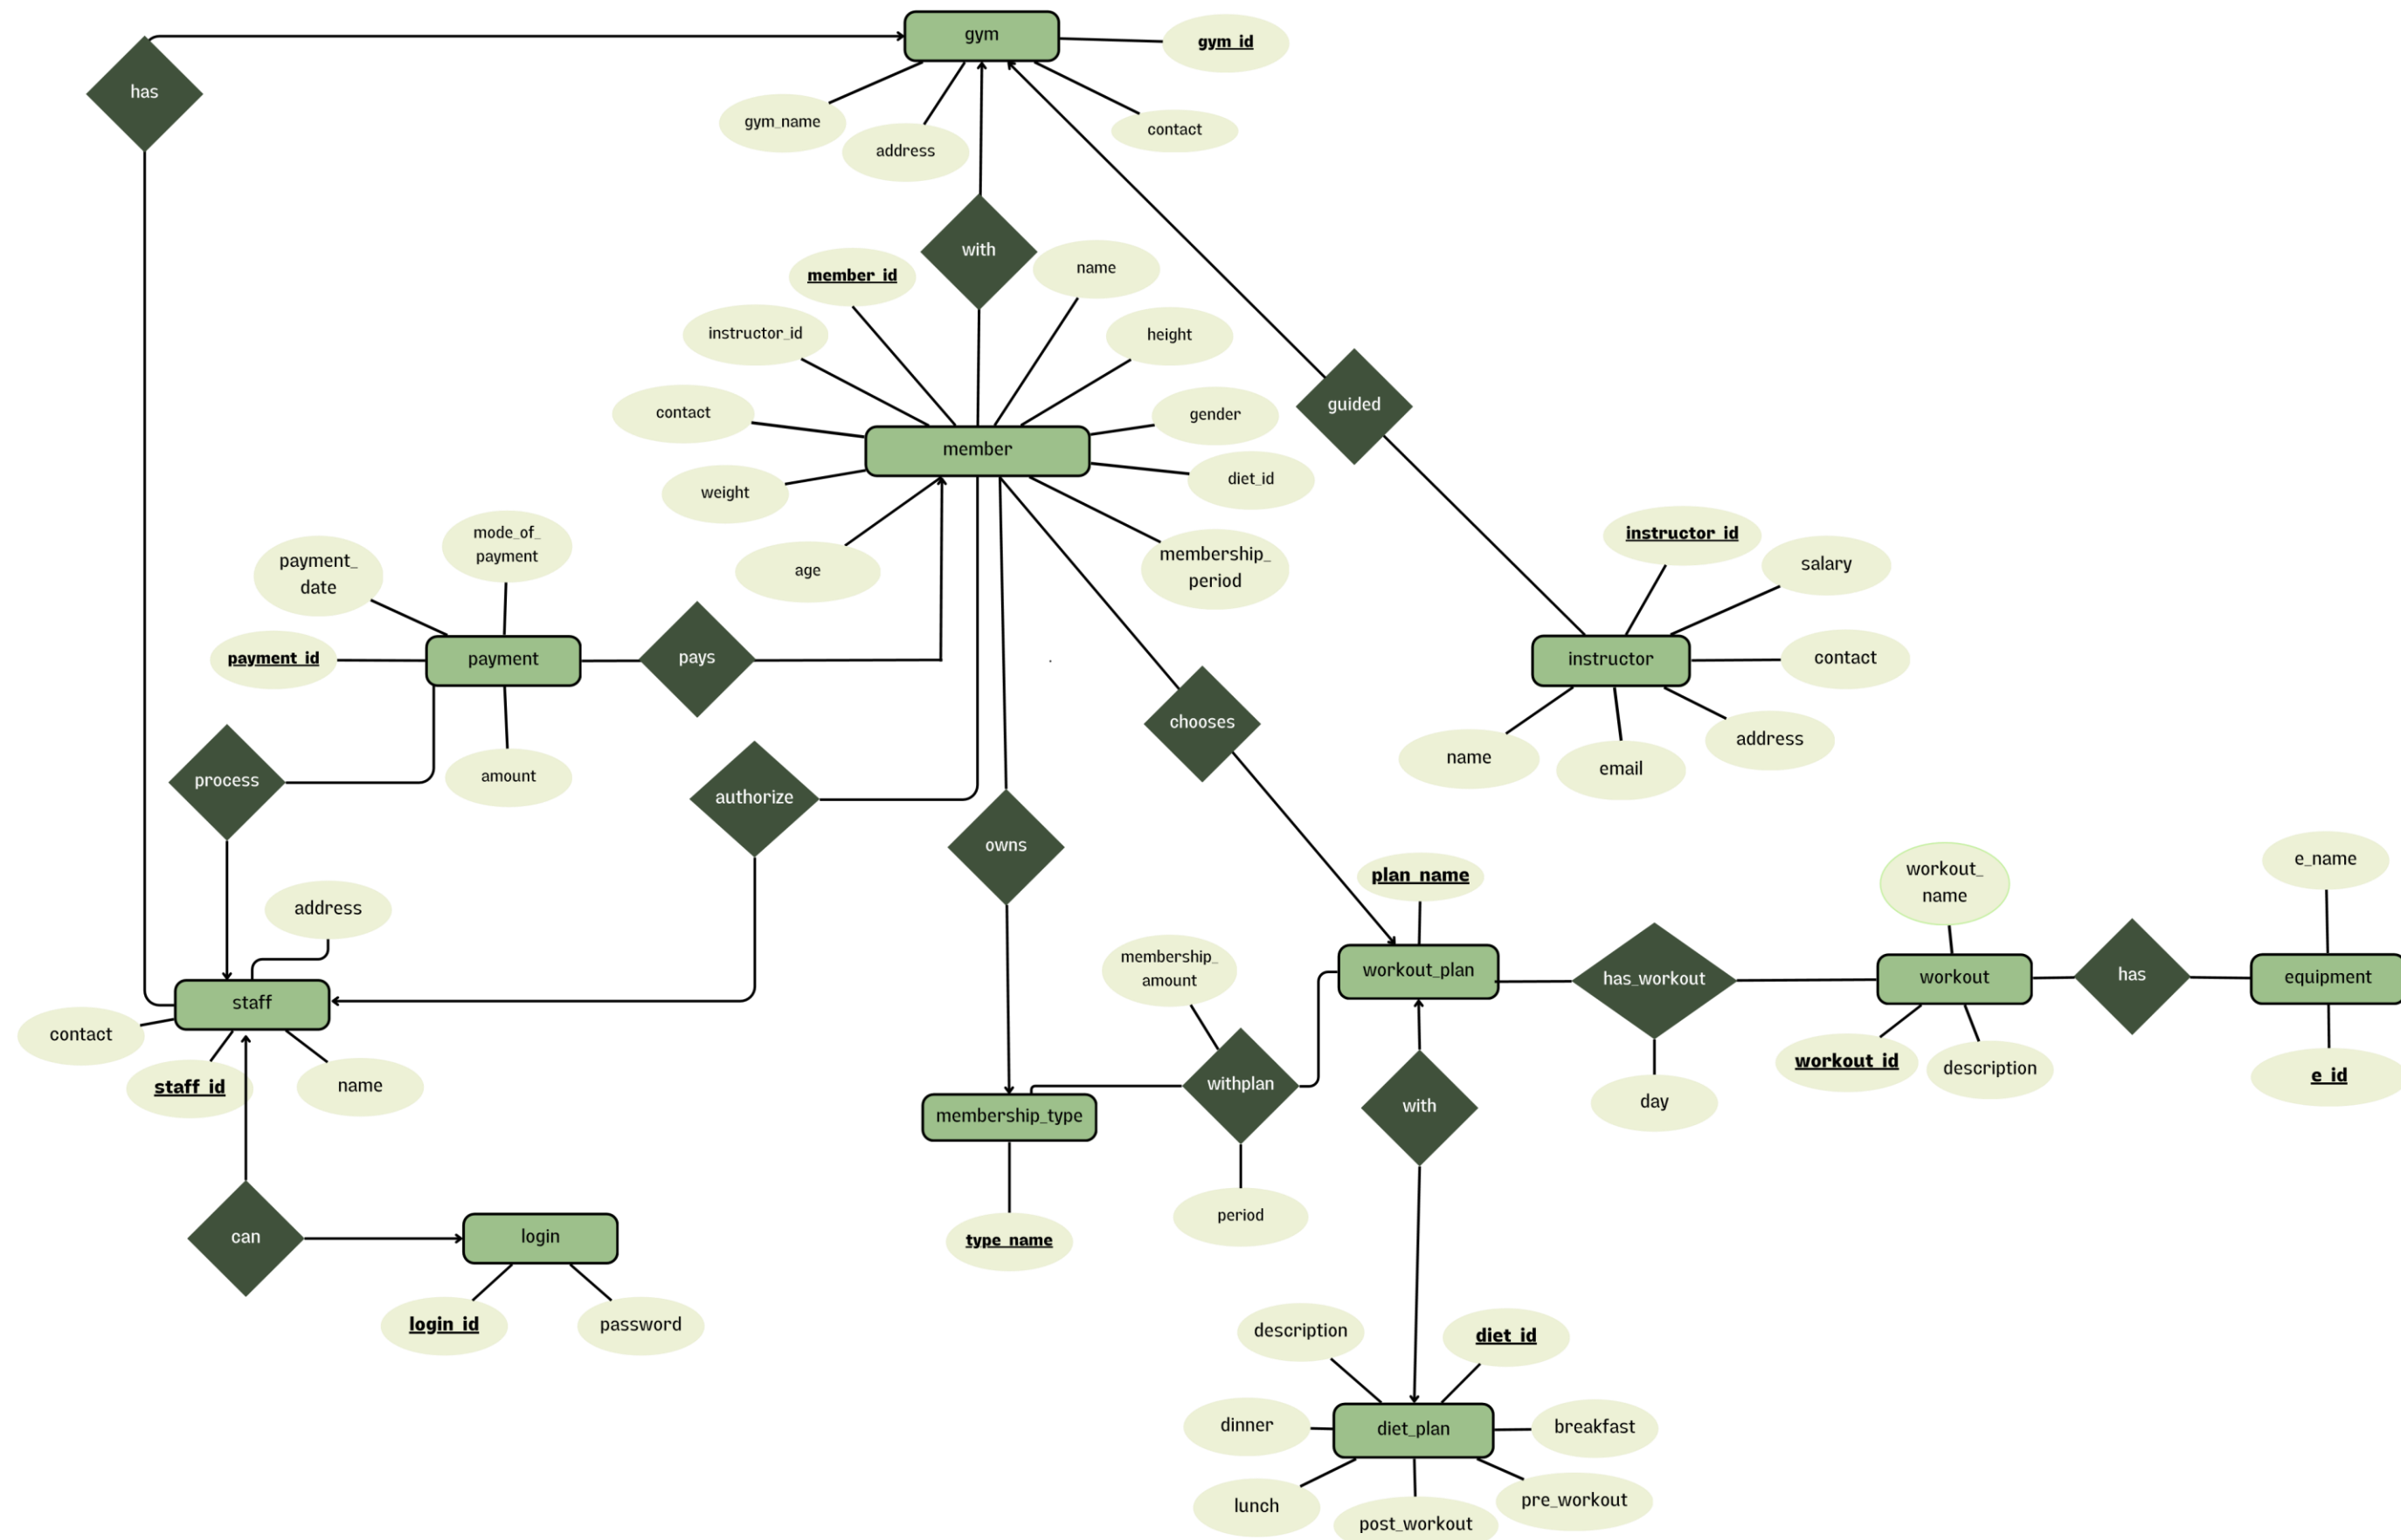 gym
gym_id
has
gym_name
contact
address
with
name
member_id
instructor_id
height
guided
contact
gender
member
diet_id
weight
mode_of_
payment
instructor_id
payment_
date
membership_
period
salary
age
payment_id
payment
pays
instructor
contact
chooses
address
name
email
process
amount
authorize
owns
e_name
workout_
name
plan_name
address
membership_
amount
workout_plan
has_workout
workout
has
equipment
staff
contact
workout_id
description
e_id
staff_id
name
withplan
day
with
membership_type
period
can
login
type_name
login_id
password
description
diet_id
dinner
diet_plan
breakfast
lunch
pre_workout
post_workout